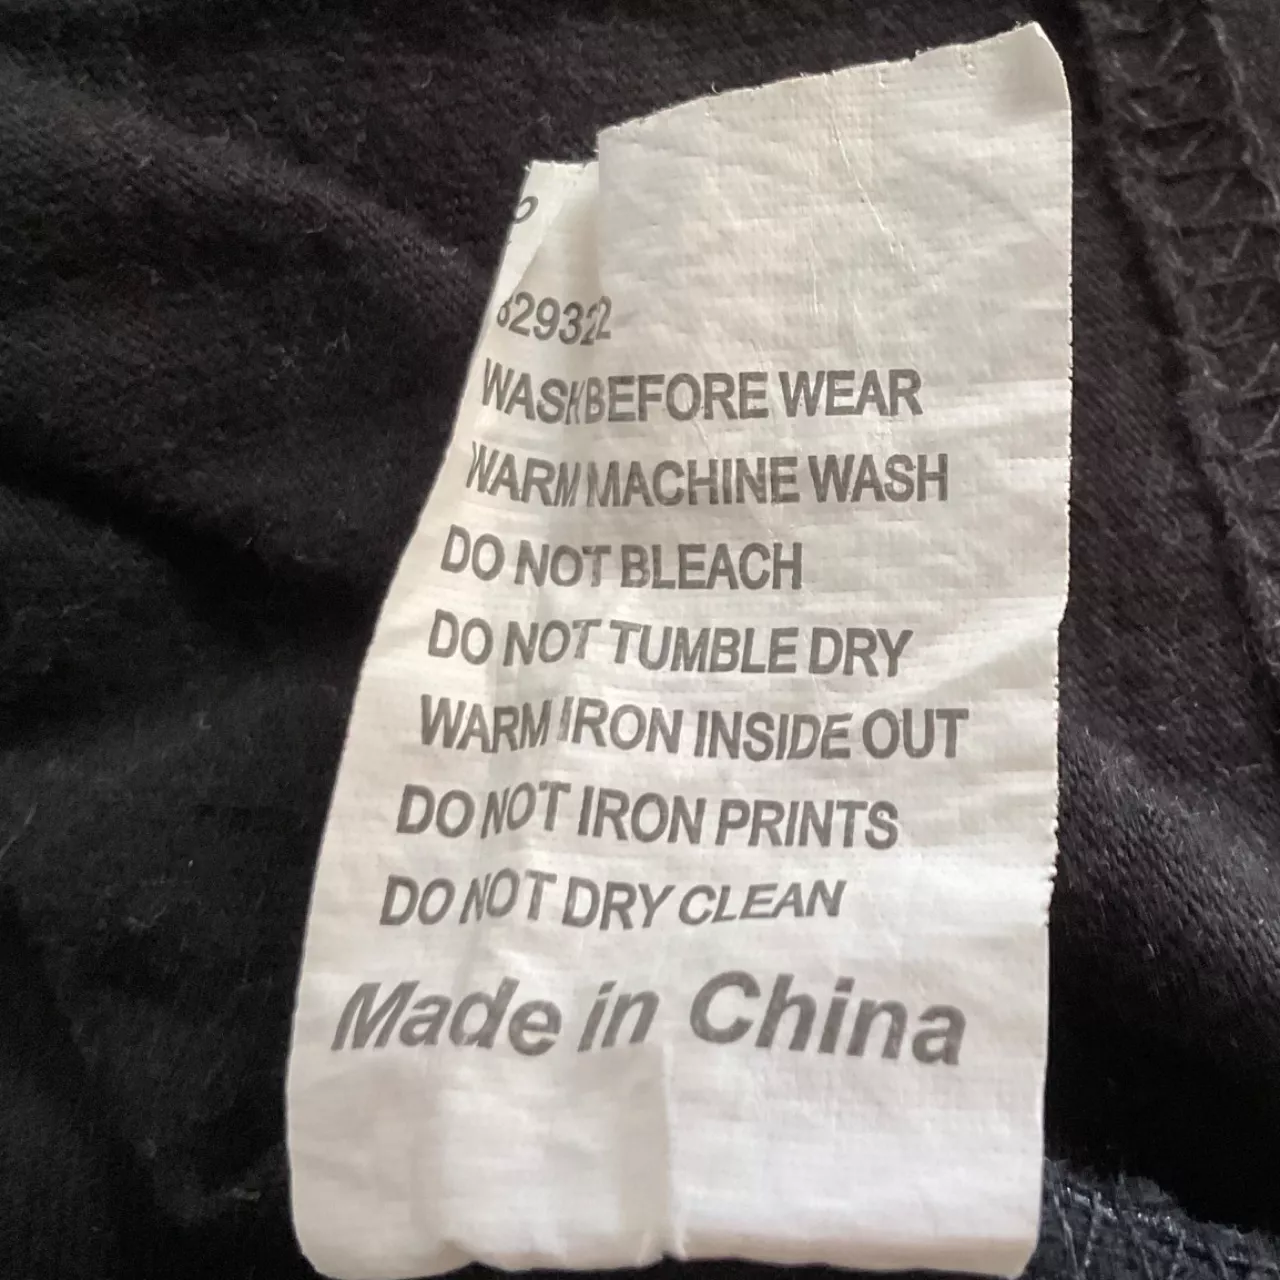 WASH BEFORE WEAR
WARM MACHINE WASH
DO NOT BLEACH
DO NOT TUMBLE DRY
WARM IRON INSIDE OUT
DO NOT IRON PRINTS
DO NOT DRY CLEAN
Made in China